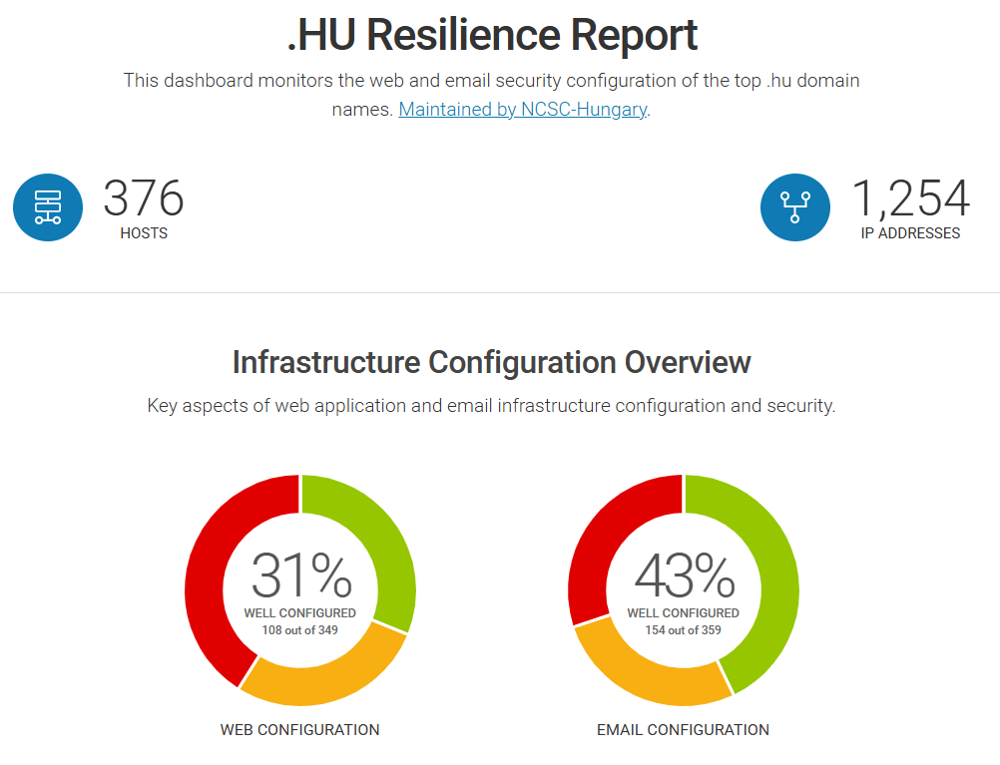 .HU Resilience Report
This dashboard monitors the web and email security configuration of the top .hu domain
names. Maintained by NCSC-Hungary.
376
HOSTS
1,254
IP ADDRESSES
Infrastructure Configuration Overview
Key aspects of web application and email infrastructure configuration and security.
31%
WELL CONFIGURED
108 out of 349
WEB CONFIGURATION
43%
WELL CONFIGURED
154 out of 359
EMAIL CONFIGURATION